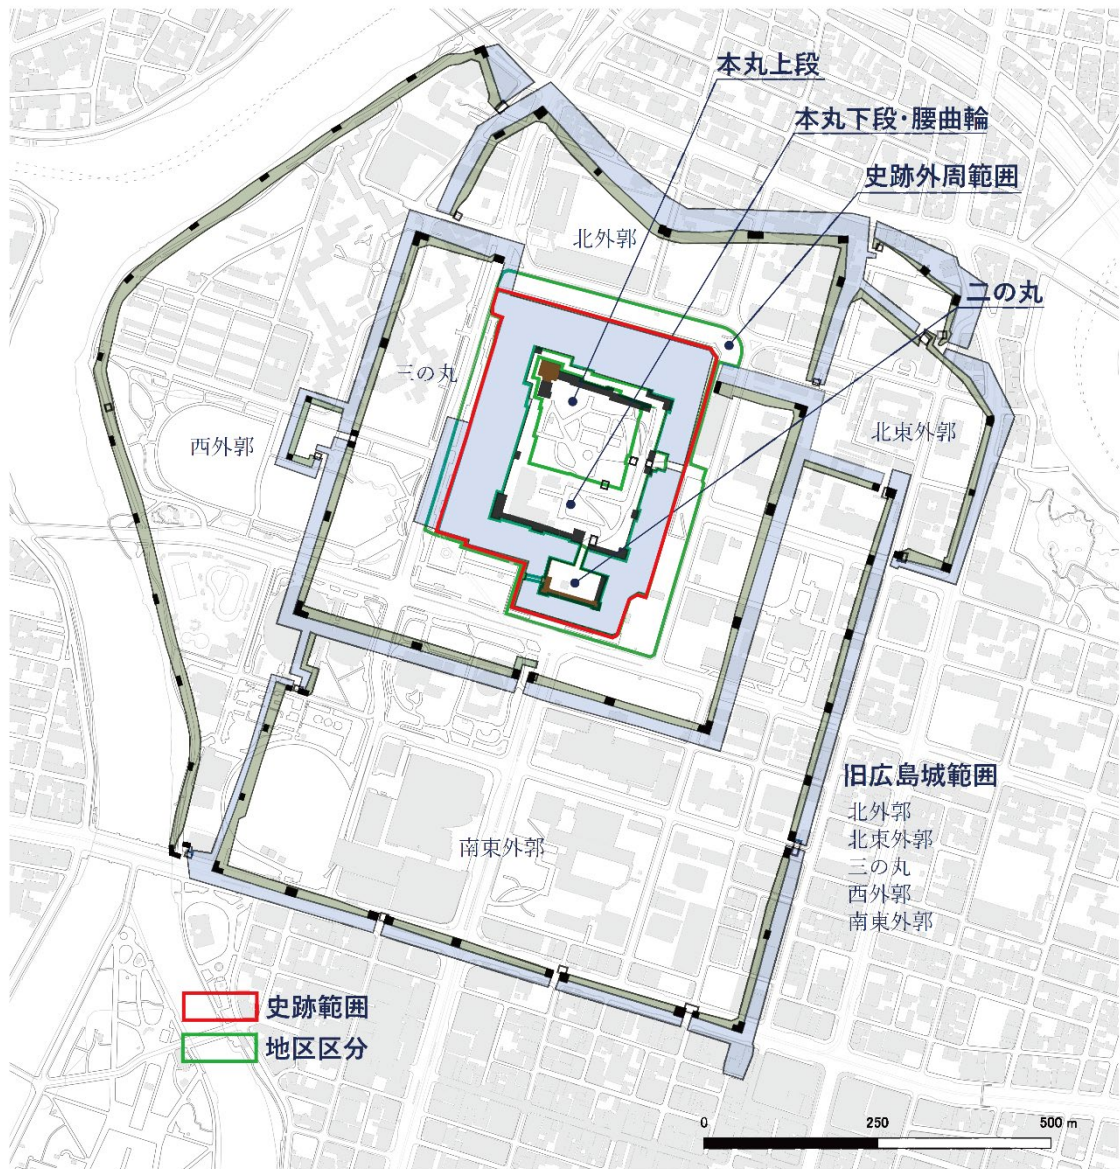 本丸上段
本丸下段・腰曲輪
史跡外周範囲
北外郭
二の丸
三の丸
西外郭
北東外郭
旧広島城範囲
北外郭
北東外郭
三の丸
西外郭
南東外郭
南東外郭
史跡範囲
地区区分
0 250 500 m